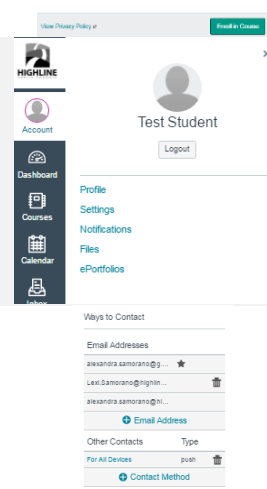 View Privacy Policy
Enroll in Course
HIGHLINE
Account
Dashboard
Courses
Calendar
Inbox
Test Student
Logout
Profile
Settings
Notifications
Files
ePortfolios
Ways to Contact
Email Addresses
alexandra.samorano@g...
Lexi.Samorano@highlin...
alexandra.samorano@hi...
Email Address
Other Contacts Type
For All Devices push
Contact Method